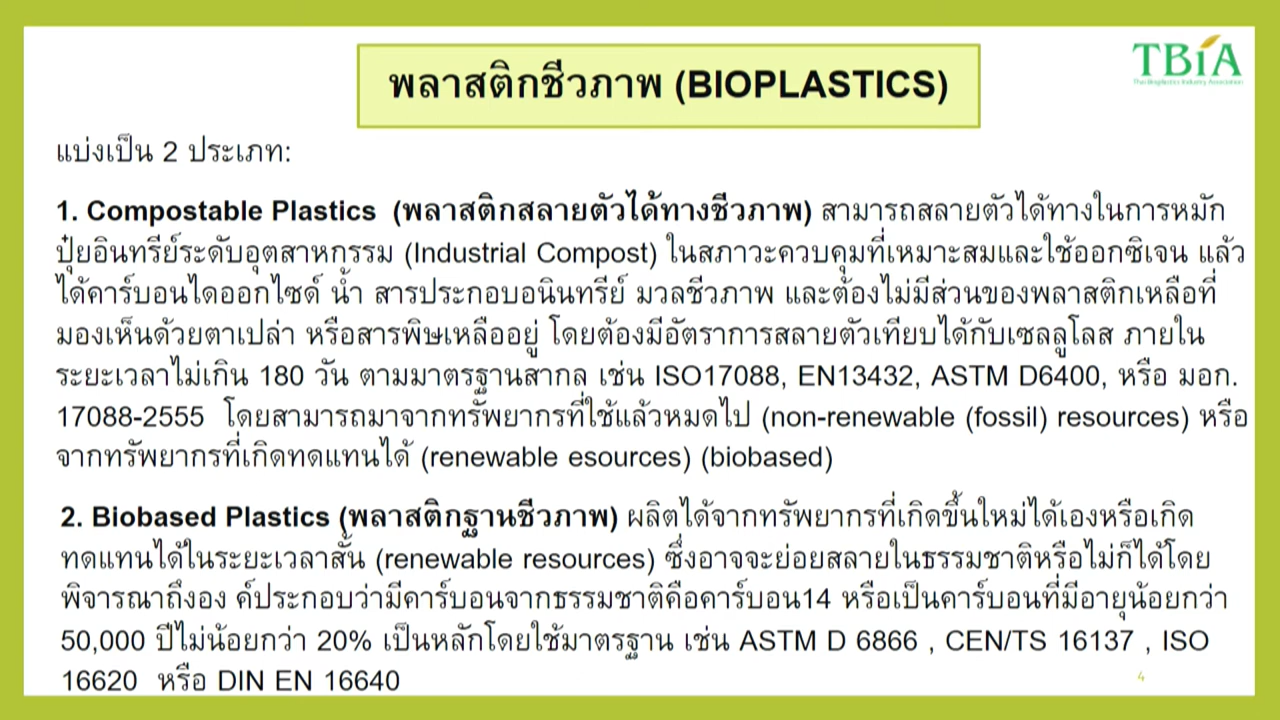 พลาสติกชีวภาพ (BIOPLASTICS)
TBiA
Thai Bioplastics Industry Association
แบ่งเป็น 2 ประเภท:
1. Compostable Plastics (พลาสติกสลายตัวได้ทางชีวภาพ) สามารถสลายตัวได้ทางในการหมัก
ปุ๋ยอินทรีย์ระดับอุตสาหกรรม (Industrial Compost) ในสภาวะควบคุมที่เหมาะสมและใช้ออกซิเจน แล้ว
ได้คาร์บอนไดออกไซด์ น้ำ สารประกอบอนินทรีย์ มวลชีวภาพ และต้องไม่มีส่วนของพลาสติกเหลือที่
มองเห็นด้วยตาเปล่า หรือสารพิษเหลืออยู่ โดยต้องมีอัตราการสลายตัวเทียบได้กับเซลลูโลส ภายใน
ระยะเวลาไม่เกิน 180 วัน ตามมาตรฐานสากล เช่น ISO17088, EN13432, ASTM D6400, หรือ มอก.
17088-2555 โดยสามารถมาจากทรัพยากรที่ใช้แล้วหมดไป (non-renewable (fossil) resources) หรือ
จากทรัพยากรที่เกิดทดแทนได้ (renewable esources) (biobased)
2. Biobased Plastics (พลาสติกฐานชีวภาพ) ผลิตได้จากทรัพยากรที่เกิดขึ้นใหม่ได้เองหรือเกิด
ทดแทนได้ในระยะเวลาสั้น (renewable resources) ซึ่งอาจจะย่อยสลายในธรรมชาติหรือไม่ก็ได้โดย
พิจารณาถึงอง ค์ประกอบว่ามีคาร์บอนจากธรรมชาติคือคาร์บอน14 หรือเป็นคาร์บอนที่มีอายุน้อยกว่า
50,000 ปีไม่น้อยกว่า 20% เป็นหลักโดยใช้มาตรฐาน เช่น ASTM D 6866 , CEN/TS 16137 , ISO
16620 หรือ DIN EN 16640
4